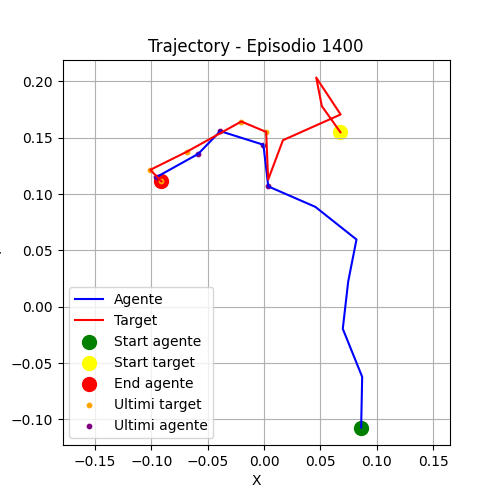 Trajectory - Episodio 1400
0.20
0.15
0.10
0.05
0.00
−0.05
−0.10
Agente
Target
Start agente
Start target
End agente
Ultimi target
Ultimi agente
−0.15 −0.10 −0.05 0.00 0.05 0.10 0.15
X